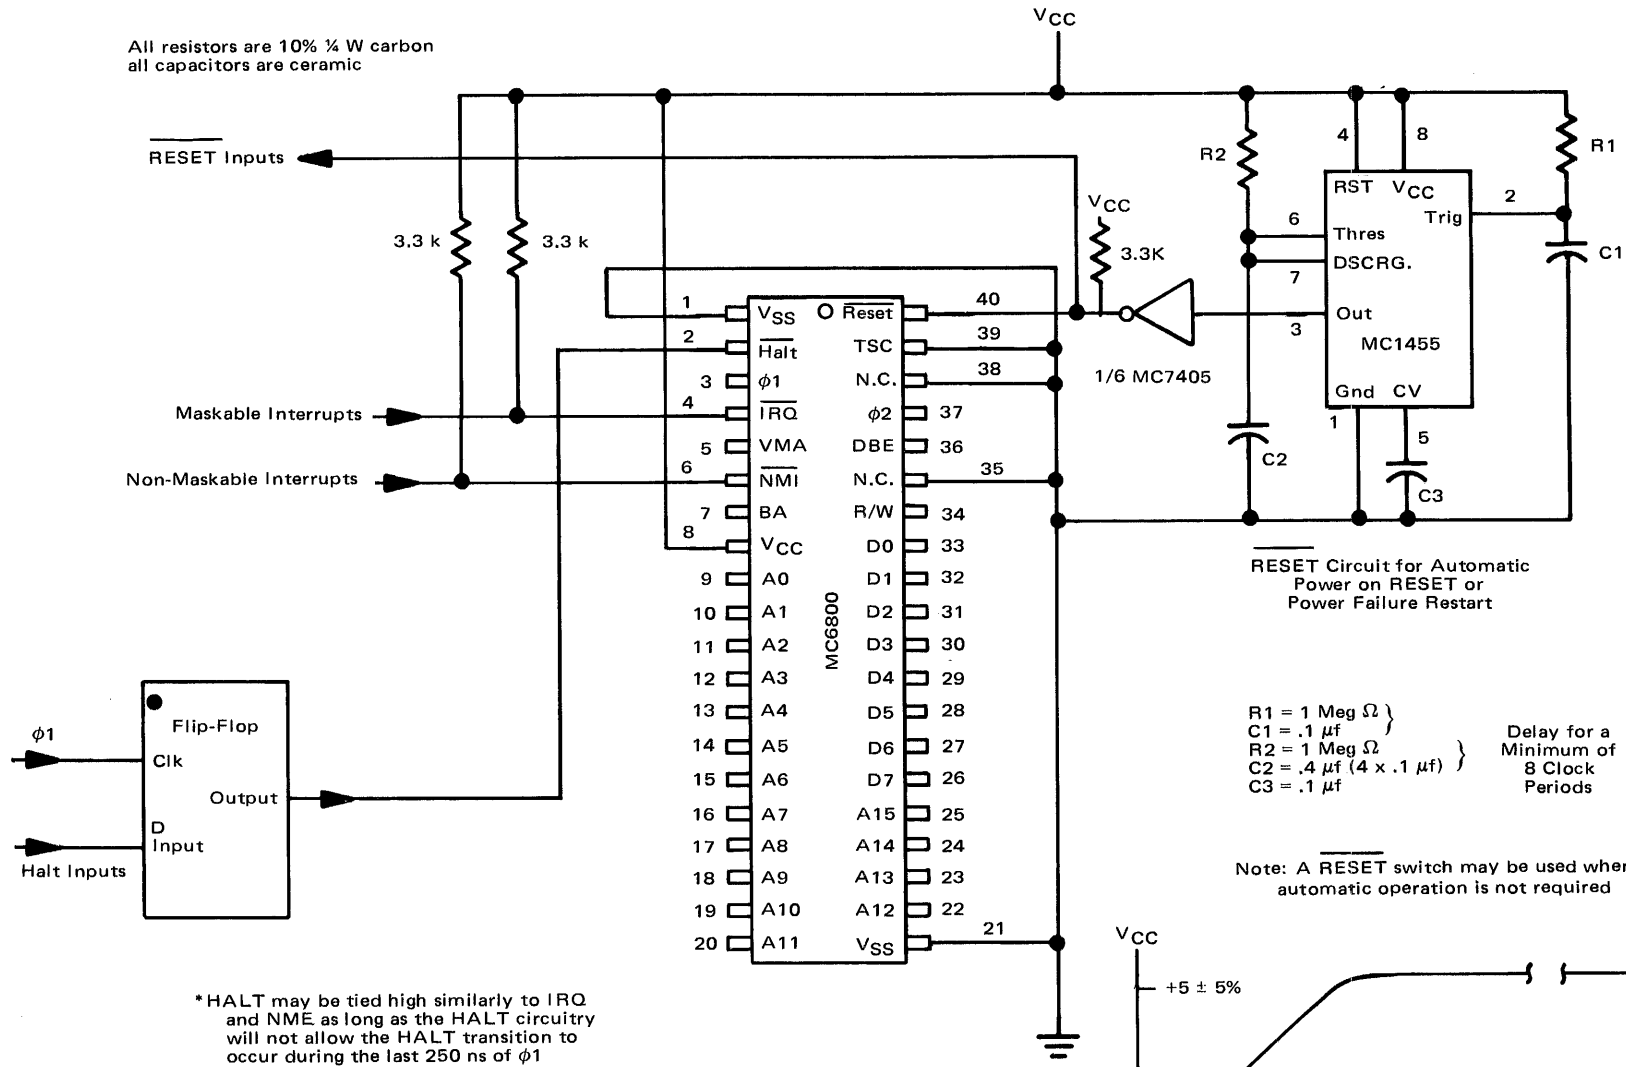 All resistors are 10% ¼ W carbon
all capacitors are ceramic
VCC
RESET Inputs
3.3 k
3.3 k
VCC
3.3K
R2
4
8
R1
RST VCC
2
Trig
6
Thres
C1
DSCRG.
7
Out
3
MC1455
1/6 MC7405
Gnd CV
1
5
C2
C3
1 VSS
2 Halt
3 φ1
4 IRQ
5 VMA
6 NMI
7 BA
8 VCC
9 A0
10 A1
11 A2
12 A3
13 A4
14 A5
15 A6
16 A7
17 A8
18 A9
19 A10
20 A11
MC6800
Reset 40
TSC 39
N.C. 38
φ2 37
DBE 36
N.C. 35
R/W 34
D0 33
D1 32
D2 31
D3 30
D4 29
D5 28
D6 27
D7 26
A15 25
A14 24
A13 23
A12 22
VSS 21
Maskable Interrupts
Non-Maskable Interrupts
RESET Circuit for Automatic
Power on RESET or
Power Failure Restart
φ1
Flip-Flop
Clk
Output
D
Input
Halt Inputs
R1 = 1 Meg Ω
C1 = .1 µf
R2 = 1 Meg Ω
C2 = .4 µf (4 x .1 µf)
C3 = .1 µf
Delay for a
Minimum of
8 Clock
Periods
Note: A RESET switch may be used when
automatic operation is not required
VCC
+5 ± 5%
*HALT may be tied high similarly to IRQ
and NME as long as the HALT circuitry
will not allow the HALT transition to
occur during the last 250 ns of φ1